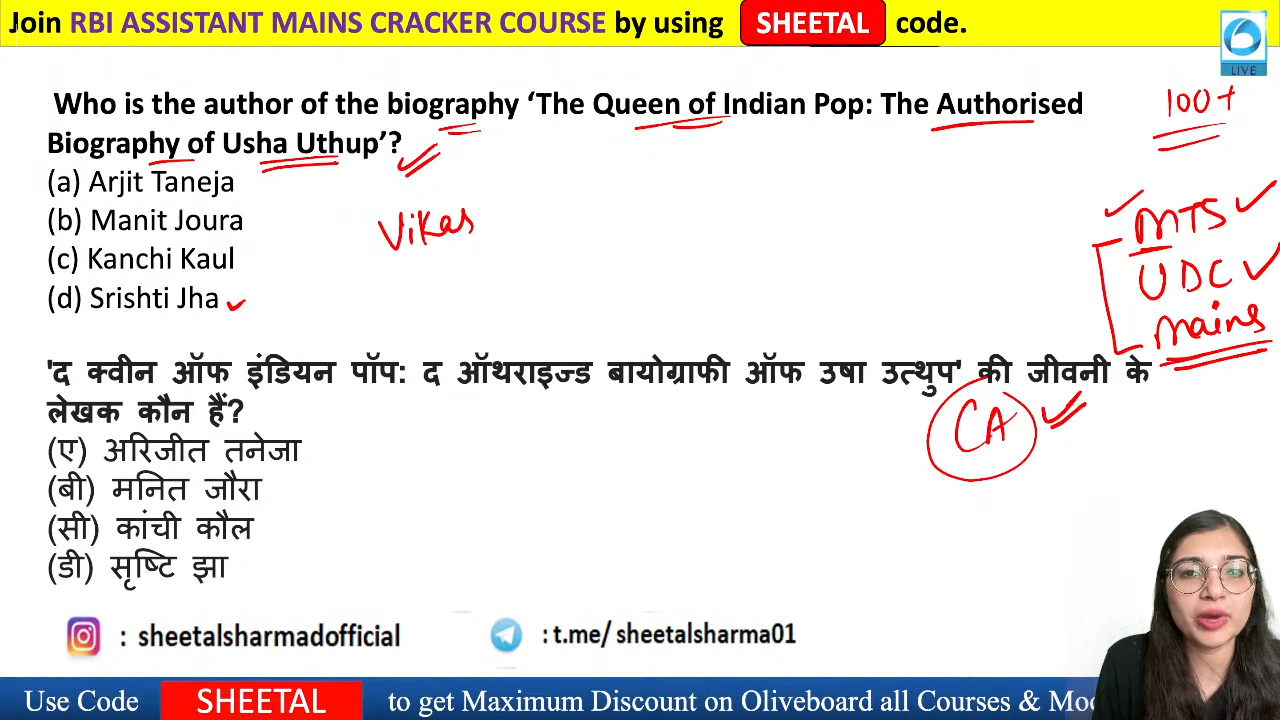 Join RBI ASSISTANT MAINS CRACKER COURSE by using SHEETAL code.
LIVE
Who is the author of the biography ‘The Queen of Indian Pop: The Authorised
Biography of Usha Uthup’?
100+
(a) Arjit Taneja
(b) Manit Joura
Vikas
MTS
(c) Kanchi Kaul
UDC
(d) Srishti Jha
Mains
'द क्वीन ऑफ इंडियन पॉप: द ऑथराइज्ड बायोग्राफी ऑफ उषा उत्थुप' की जीवनी के
लेखक कौन हैं?
CA
(ए) अरिजीत तनेजा
(बी) मनित जौरा
(सी) कांची कौल
(डी) सृष्टि झा
: sheetalsharmadofficial
: t.me/ sheetalsharma01
Use Code SHEETAL to get Maximum Discount on Oliveboard all Courses &